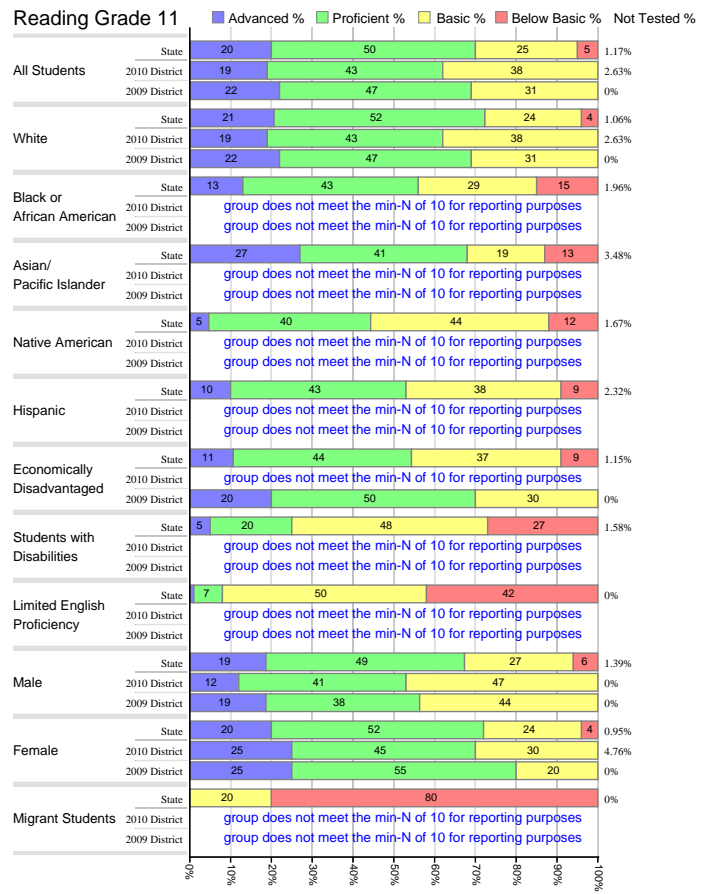 Reading Grade 11 Advanced % Proficient % Basic % Below Basic % Not Tested %
All Students
State 20 50 25 5 1.17%
2010 District 19 43 38 2.63%
2009 District 22 47 31 0%
White
State 21 52 24 4 1.06%
2010 District 19 43 38 2.63%
2009 District 22 47 31 0%
Black or
African American
State 13 43 29 15 1.96%
2010 District group does not meet the min-N of 10 for reporting purposes
2009 District group does not meet the min-N of 10 for reporting purposes
Asian/
Pacific Islander
State 27 41 19 13 3.48%
2010 District group does not meet the min-N of 10 for reporting purposes
2009 District group does not meet the min-N of 10 for reporting purposes
Native American
State 5 40 44 12 1.67%
2010 District group does not meet the min-N of 10 for reporting purposes
2009 District group does not meet the min-N of 10 for reporting purposes
Hispanic
State 10 43 38 9 2.32%
2010 District group does not meet the min-N of 10 for reporting purposes
2009 District group does not meet the min-N of 10 for reporting purposes
Economically
Disadvantaged
State 11 44 37 9 1.15%
2010 District group does not meet the min-N of 10 for reporting purposes
2009 District 20 50 30 0%
Students with
Disabilities
State 5 20 48 27 1.58%
2010 District group does not meet the min-N of 10 for reporting purposes
2009 District group does not meet the min-N of 10 for reporting purposes
Limited English
Proficiency
State 7 50 42 0%
2010 District group does not meet the min-N of 10 for reporting purposes
2009 District group does not meet the min-N of 10 for reporting purposes
Male
State 19 49 27 6 1.39%
2010 District 12 41 47 0%
2009 District 19 38 44 0%
Female
State 20 52 24 4 0.95%
2010 District 25 45 30 4.76%
2009 District 25 55 20 0%
Migrant Students
State 20 80 0%
2010 District group does not meet the min-N of 10 for reporting purposes
2009 District group does not meet the min-N of 10 for reporting purposes
0% 10% 20% 30% 40% 50% 60% 70% 80% 90% 100%